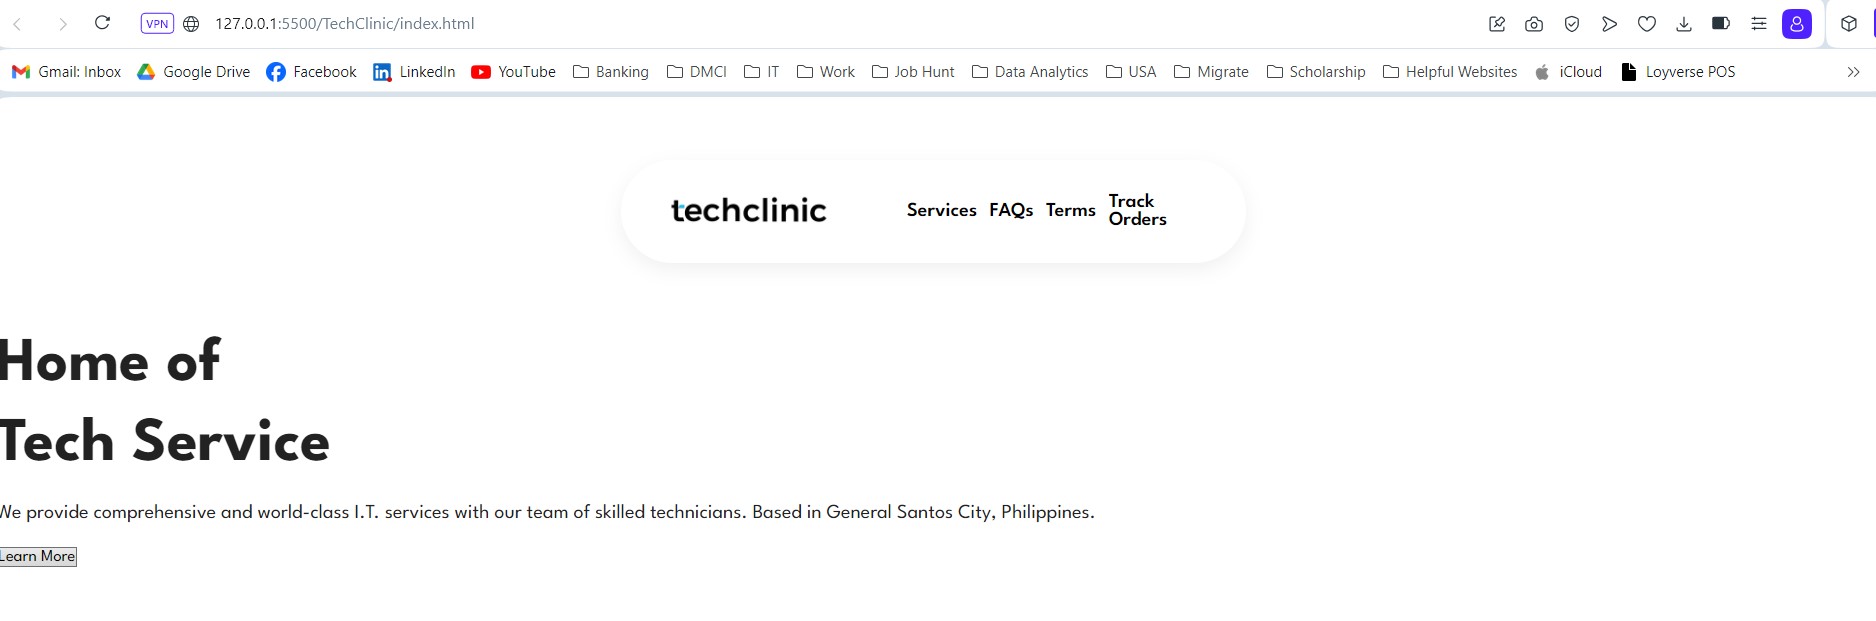 VPN 127.0.0.1:5500/TechClinic/index.html
Gmail: Inbox Google Drive Facebook LinkedIn YouTube Banking DMCI IT Work Job Hunt Data Analytics USA Migrate Scholarship Helpful Websites iCloud Loyverse POS
techclinic Services FAQs Terms Track
Orders
Home of
Tech Service
We provide comprehensive and world-class I.T. services with our team of skilled technicians. Based in General Santos City, Philippines.
Learn More